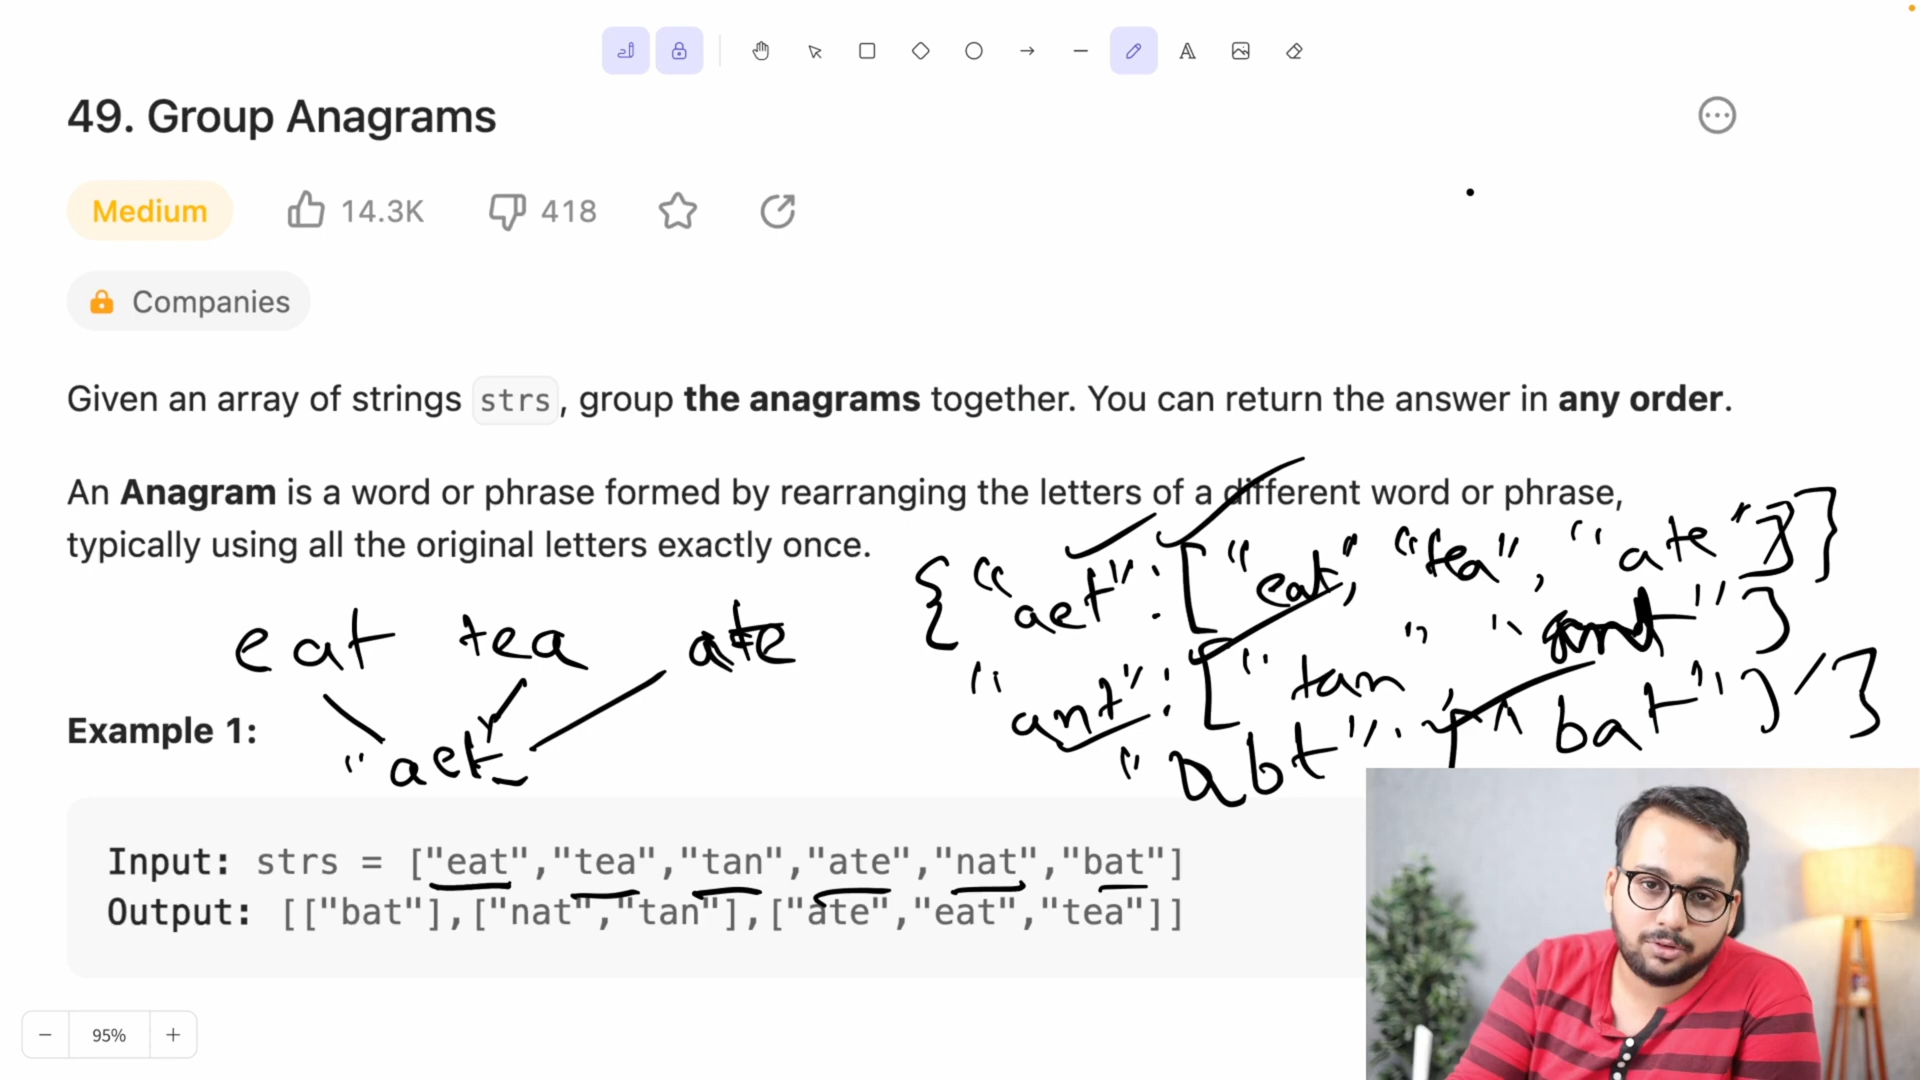 49. Group Anagrams
Medium 14.3K 418
Companies
Given an array of strings strs, group the anagrams together. You can return the answer in any order.
An Anagram is a word or phrase formed by rearranging the letters of a different word or phrase,
typically using all the original letters exactly once.
{"aet": ["eat", "tea", "ate"]}
eat tea ate
"ant": ["tan"
"abt": "bat"]}
Example 1:
"aet
Input: strs = ["eat","tea","tan","ate","nat","bat"]
Output: [["bat"],["nat","tan"],["ate","eat","tea"]]
95%